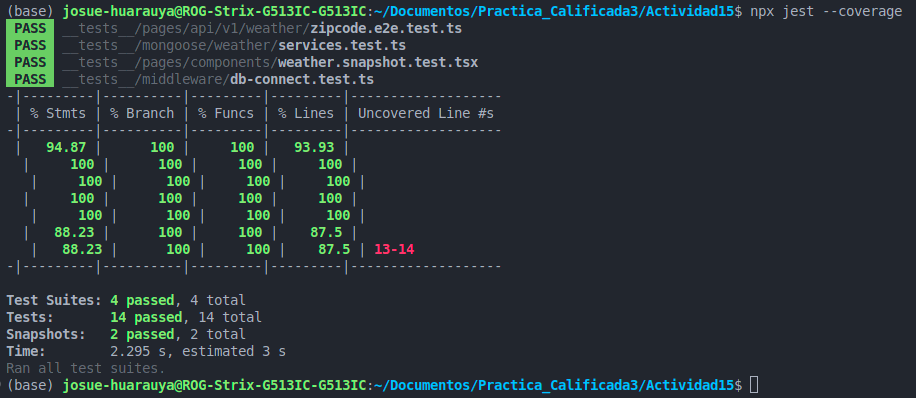 (base) josue-huarauya@ROG-Strix-G513IC-G513IC:~/Documentos/Practica_Calificada3/Actividad15$ npx jest --coverage
PASS __tests__/pages/api/v1/weather/zipcode.e2e.test.ts
PASS __tests__/mongoose/weather/services.test.ts
PASS __tests__/pages/components/weather.snapshot.test.tsx
PASS __tests__/middleware/db-connect.test.ts
-|---------|----------|---------|---------|-------------------
 | % Stmts | % Branch | % Funcs | % Lines | Uncovered Line #s
-|---------|----------|---------|---------|-------------------
 |   94.87 |      100 |     100 |   93.93 |
  |     100 |      100 |     100 |     100 |
   |     100 |      100 |     100 |     100 |
  |     100 |      100 |     100 |     100 |
   |     100 |      100 |     100 |     100 |
  |   88.23 |      100 |     100 |    87.5 |
   |   88.23 |      100 |     100 |    87.5 | 13-14
-|---------|----------|---------|---------|-------------------
Test Suites: 4 passed, 4 total
Tests:       14 passed, 14 total
Snapshots:   2 passed, 2 total
Time:        2.295 s, estimated 3 s
Ran all test suites.
(base) josue-huarauya@ROG-Strix-G513IC-G513IC:~/Documentos/Practica_Calificada3/Actividad15$